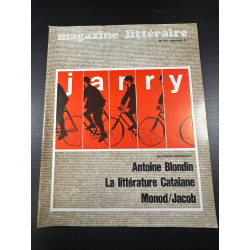 magazine littéraire
jarry
Antoine Blondin
La littérature Catalane
Monod/Jacob